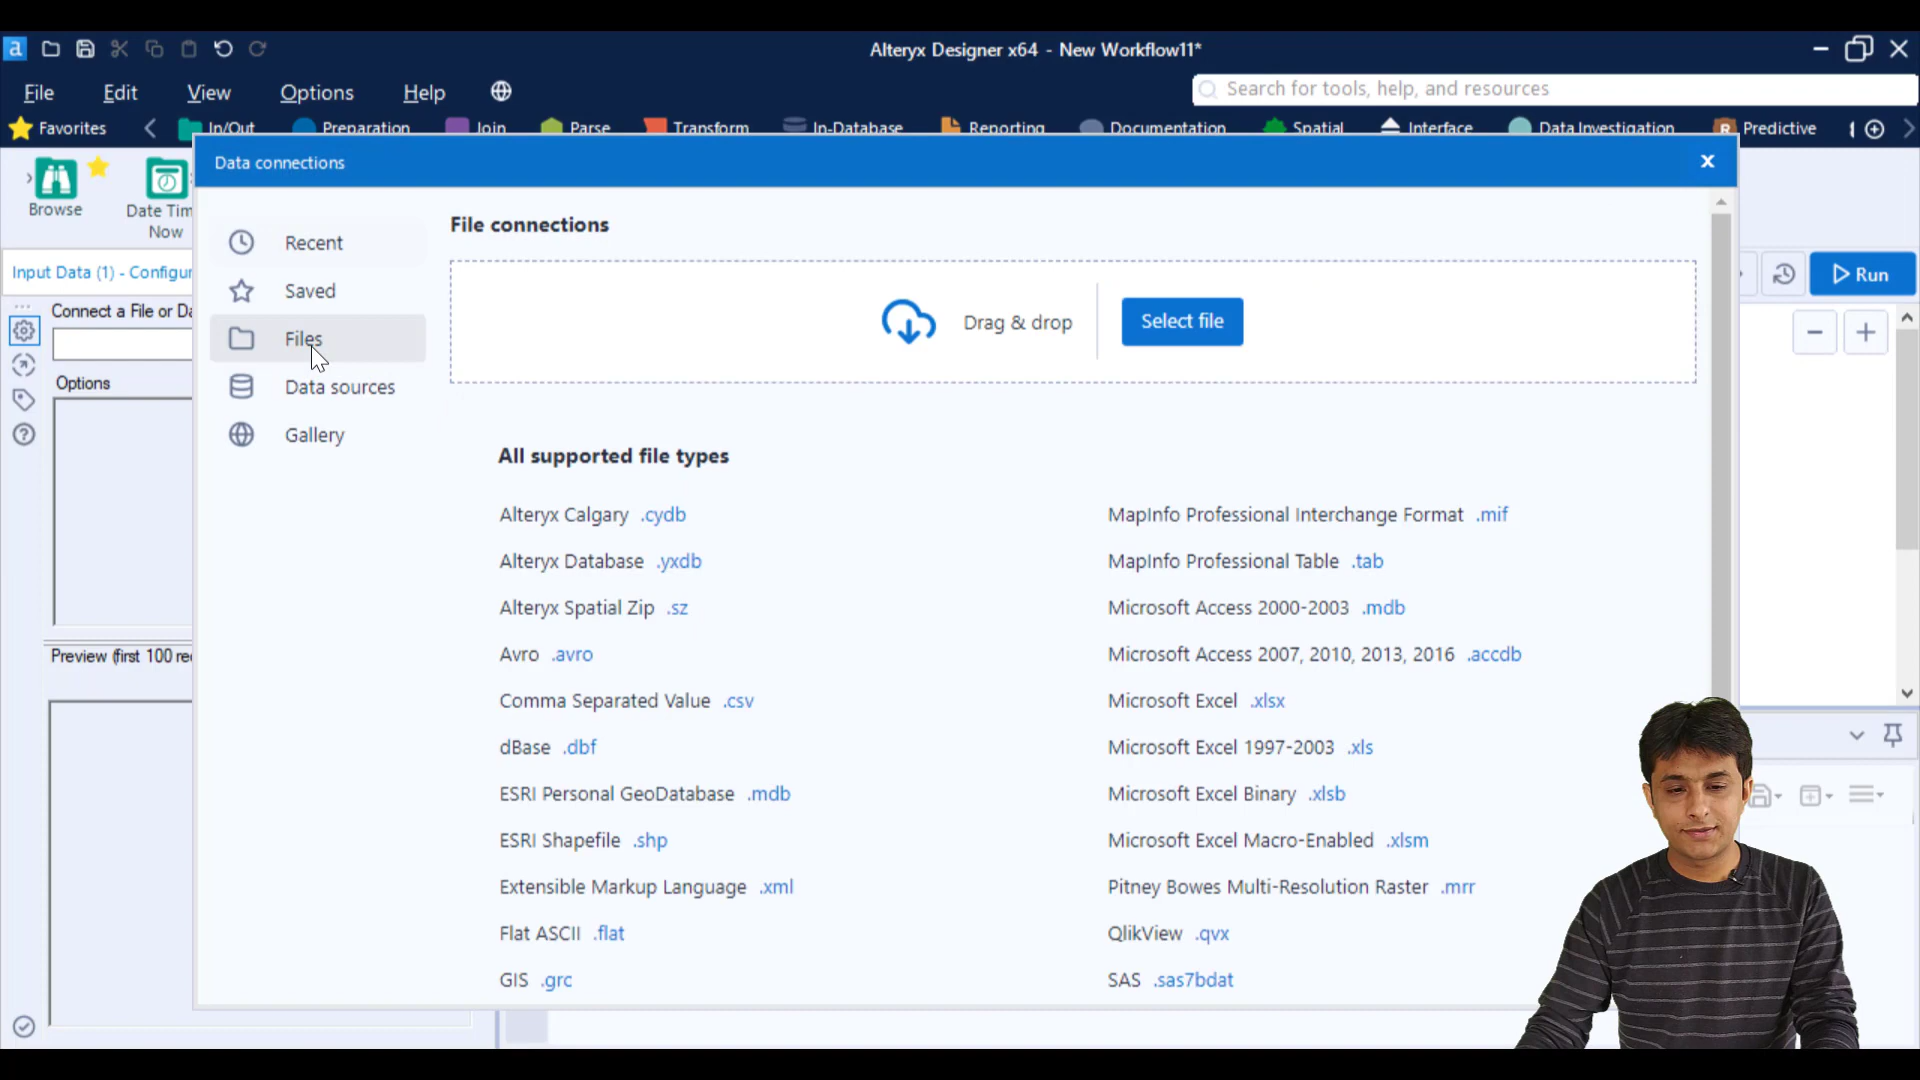 a
Alteryx Designer x64 - New Workflow11*
File Edit View Options Help
Search for tools, help, and resources
Favorites In/Out Preparation Join Parse Transform In-Database Reporting Documentation Spatial Interface Data Investigation R Predictive
Browse
Date Tim
Now
Input Data (1) - Configur
Connect a File or Da
Options
Preview (first 100 rec
Run
Data connections
Recent
Saved
Files
Data sources
Gallery
File connections
Drag & drop
Select file
All supported file types
Alteryx Calgary .cydb
Alteryx Database .yxdb
Alteryx Spatial Zip .sz
Avro .avro
Comma Separated Value .csv
dBase .dbf
ESRI Personal GeoDatabase .mdb
ESRI Shapefile .shp
Extensible Markup Language .xml
Flat ASCII .flat
GIS .grc
MapInfo Professional Interchange Format .mif
MapInfo Professional Table .tab
Microsoft Access 2000-2003 .mdb
Microsoft Access 2007, 2010, 2013, 2016 .accdb
Microsoft Excel .xlsx
Microsoft Excel 1997-2003 .xls
Microsoft Excel Binary .xlsb
Microsoft Excel Macro-Enabled .xlsm
Pitney Bowes Multi-Resolution Raster .mrr
QlikView .qvx
SAS .sas7bdat